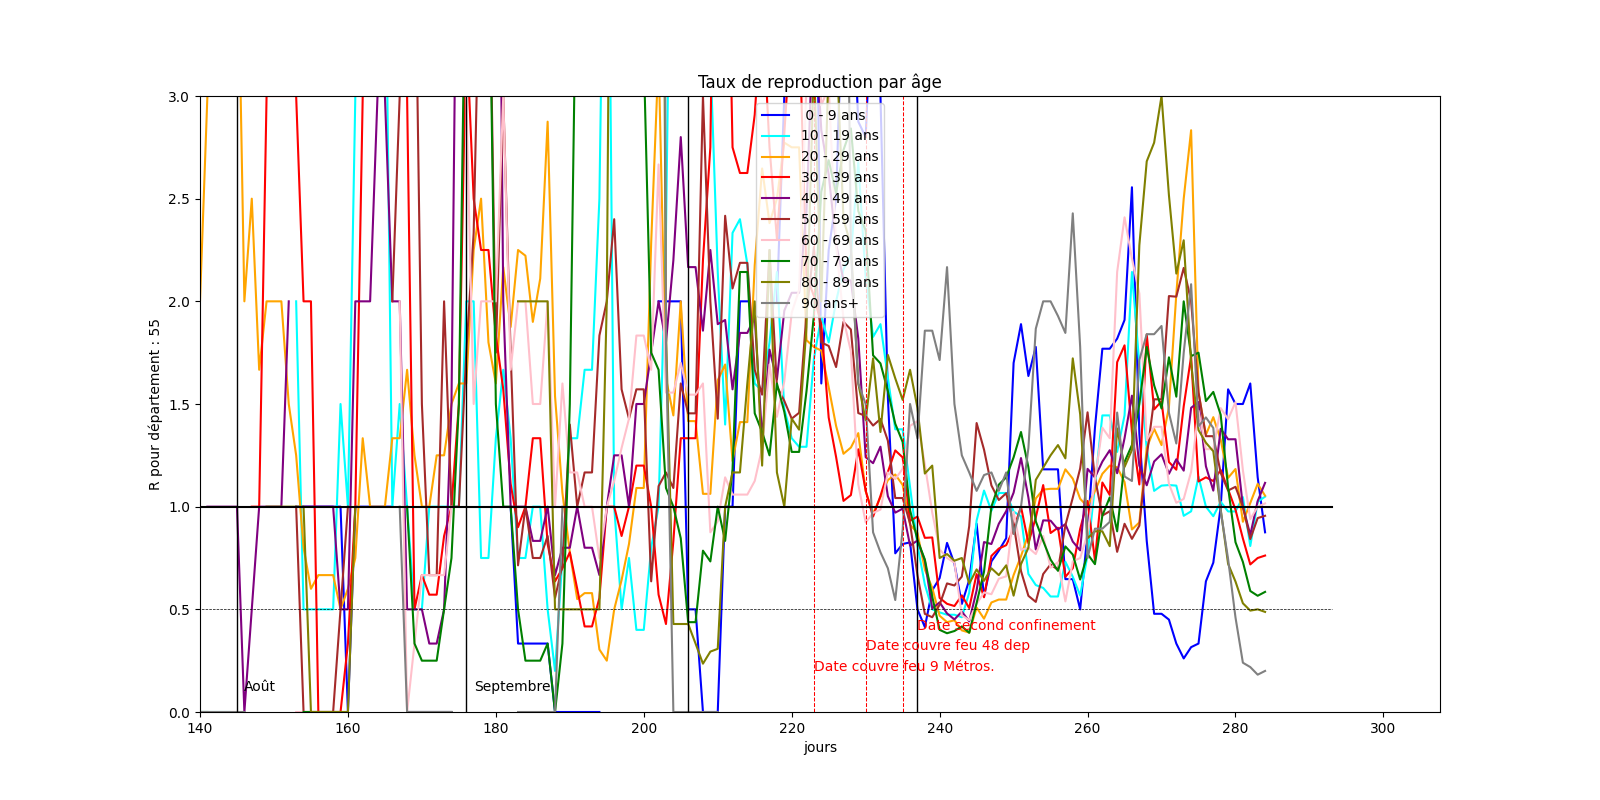 Taux de reproduction par âge
3.0
2.5
2.0
1.5
1.0
0.5
0.0
R pour département : 55
0 - 9 ans
10 - 19 ans
20 - 29 ans
30 - 39 ans
40 - 49 ans
50 - 59 ans
60 - 69 ans
70 - 79 ans
80 - 89 ans
90 ans+
Date second confinement
Date couvre feu 48 dep
Date couvre feu 9 Métros.
Août
Septembre
140 160 180 200 220 240 260 280 300
jours